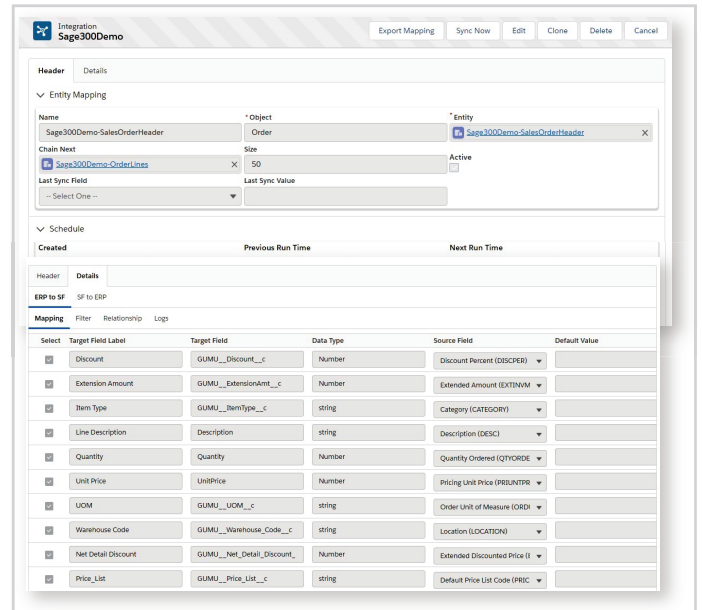 Integration
Sage300Demo
Export Mapping Sync Now Edit Clone Delete Cancel
Header Details
Entity Mapping
Name *Object *Entity
Sage300Demo-SalesOrderHeader Order Sage300Demo-SalesOrderHeader X
Chain Next Size Active
Sage300Demo-OrderLines X 50
Last Sync Field Last Sync Value
-- Select One --
Schedule
Created Previous Run Time Next Run Time
Header Details
ERP to SF SF to ERP
Mapping Filter Relationship Logs
Select Target Field Label Target Field Data Type Source Field Default Value
Discount GUMU__Discount__c Number Discount Percent (DISCPER)
Extension Amount GUMU__ExtensionAmt__c Number Extended Amount (EXTINVM
Item Type GUMU__ItemType__c string Category (CATEGORY)
Line Description Description string Description (DESC)
Quantity Quantity Number Quantity Ordered (QTYORDE
Unit Price UnitPrice Number Pricing Unit Price (PRIUNTPR
UOM GUMU__UOM__c string Order Unit of Measure (ORDI
Warehouse Code GUMU__Warehouse_Code__c string Location (LOCATION)
Net Detail Discount GUMU__Net_Detail_Discount_ Number Extended Discounted Price (E
Price_List GUMU__Price_List__c string Default Price List Code (PRIC